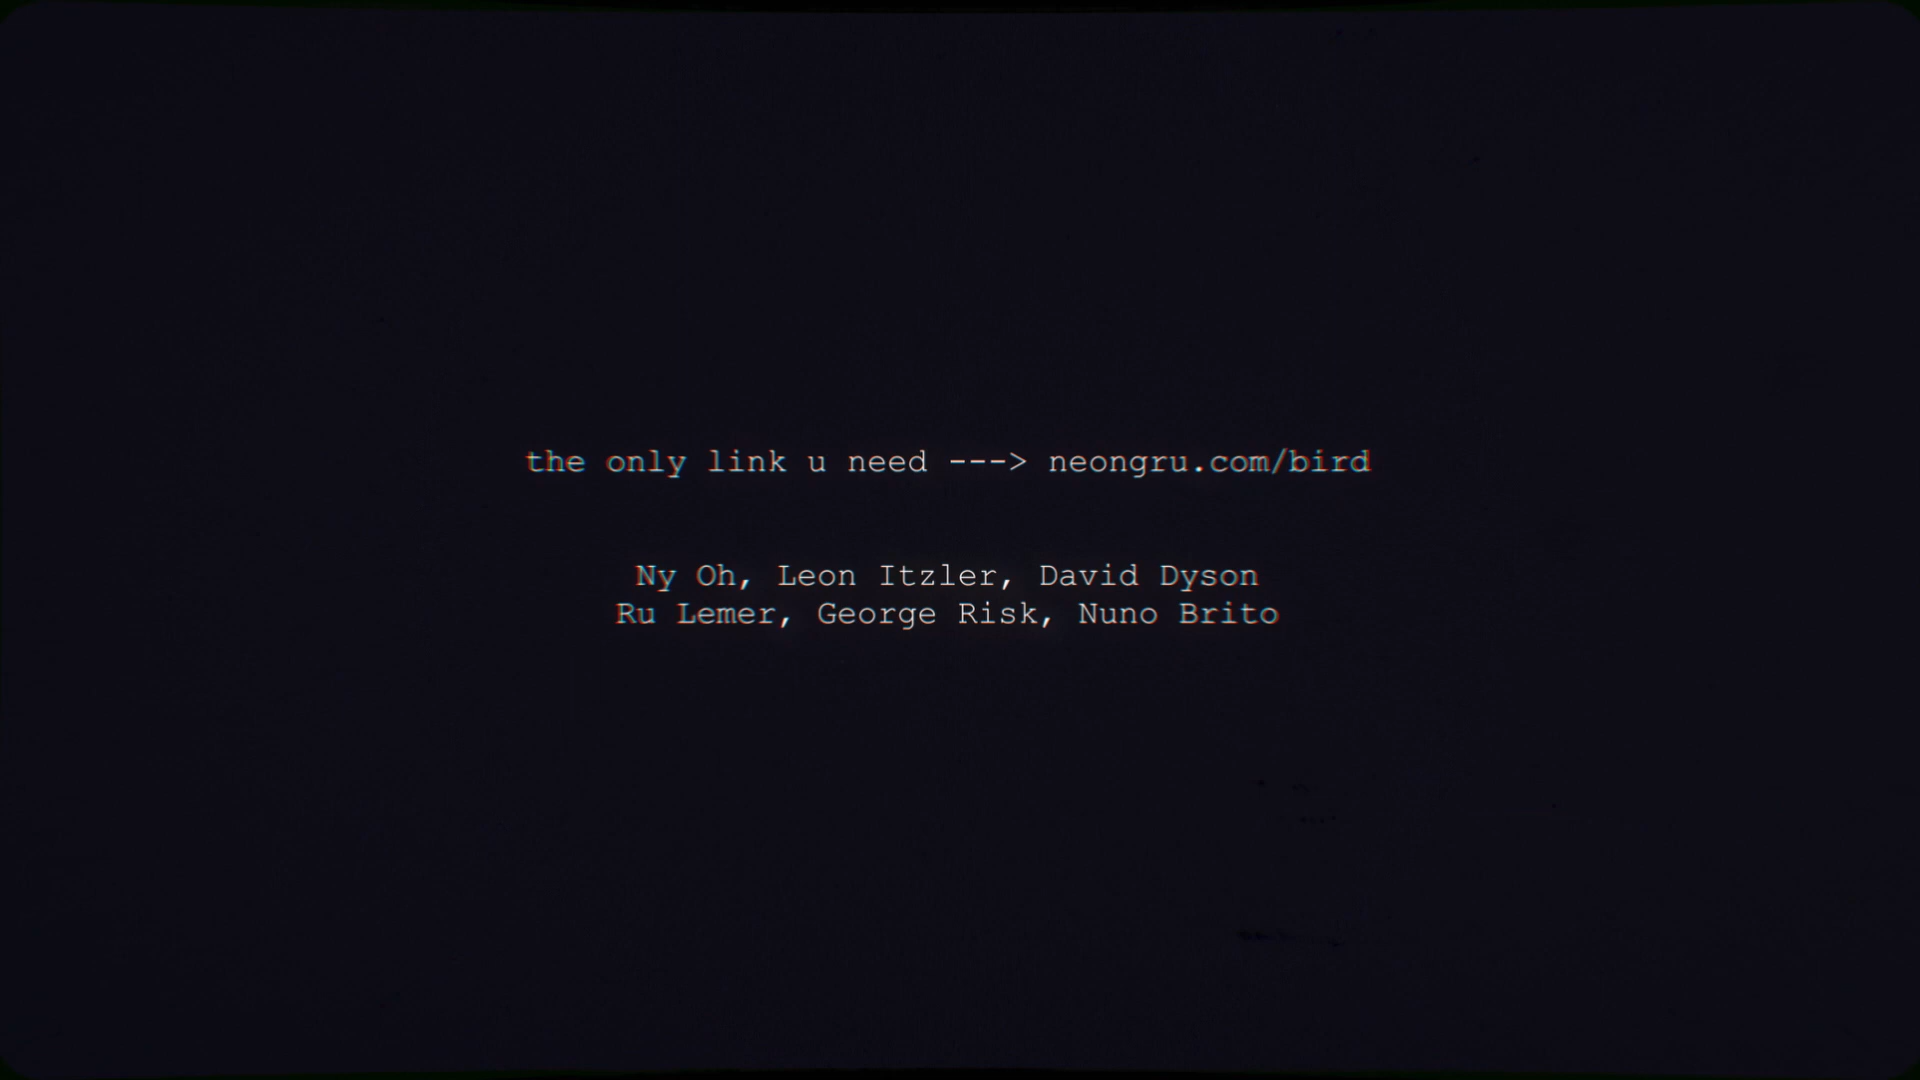 the only link u need ---> neongru.com/bird
Ny Oh, Leon Itzler, David Dyson
Ru Lemer, George Risk, Nuno Brito